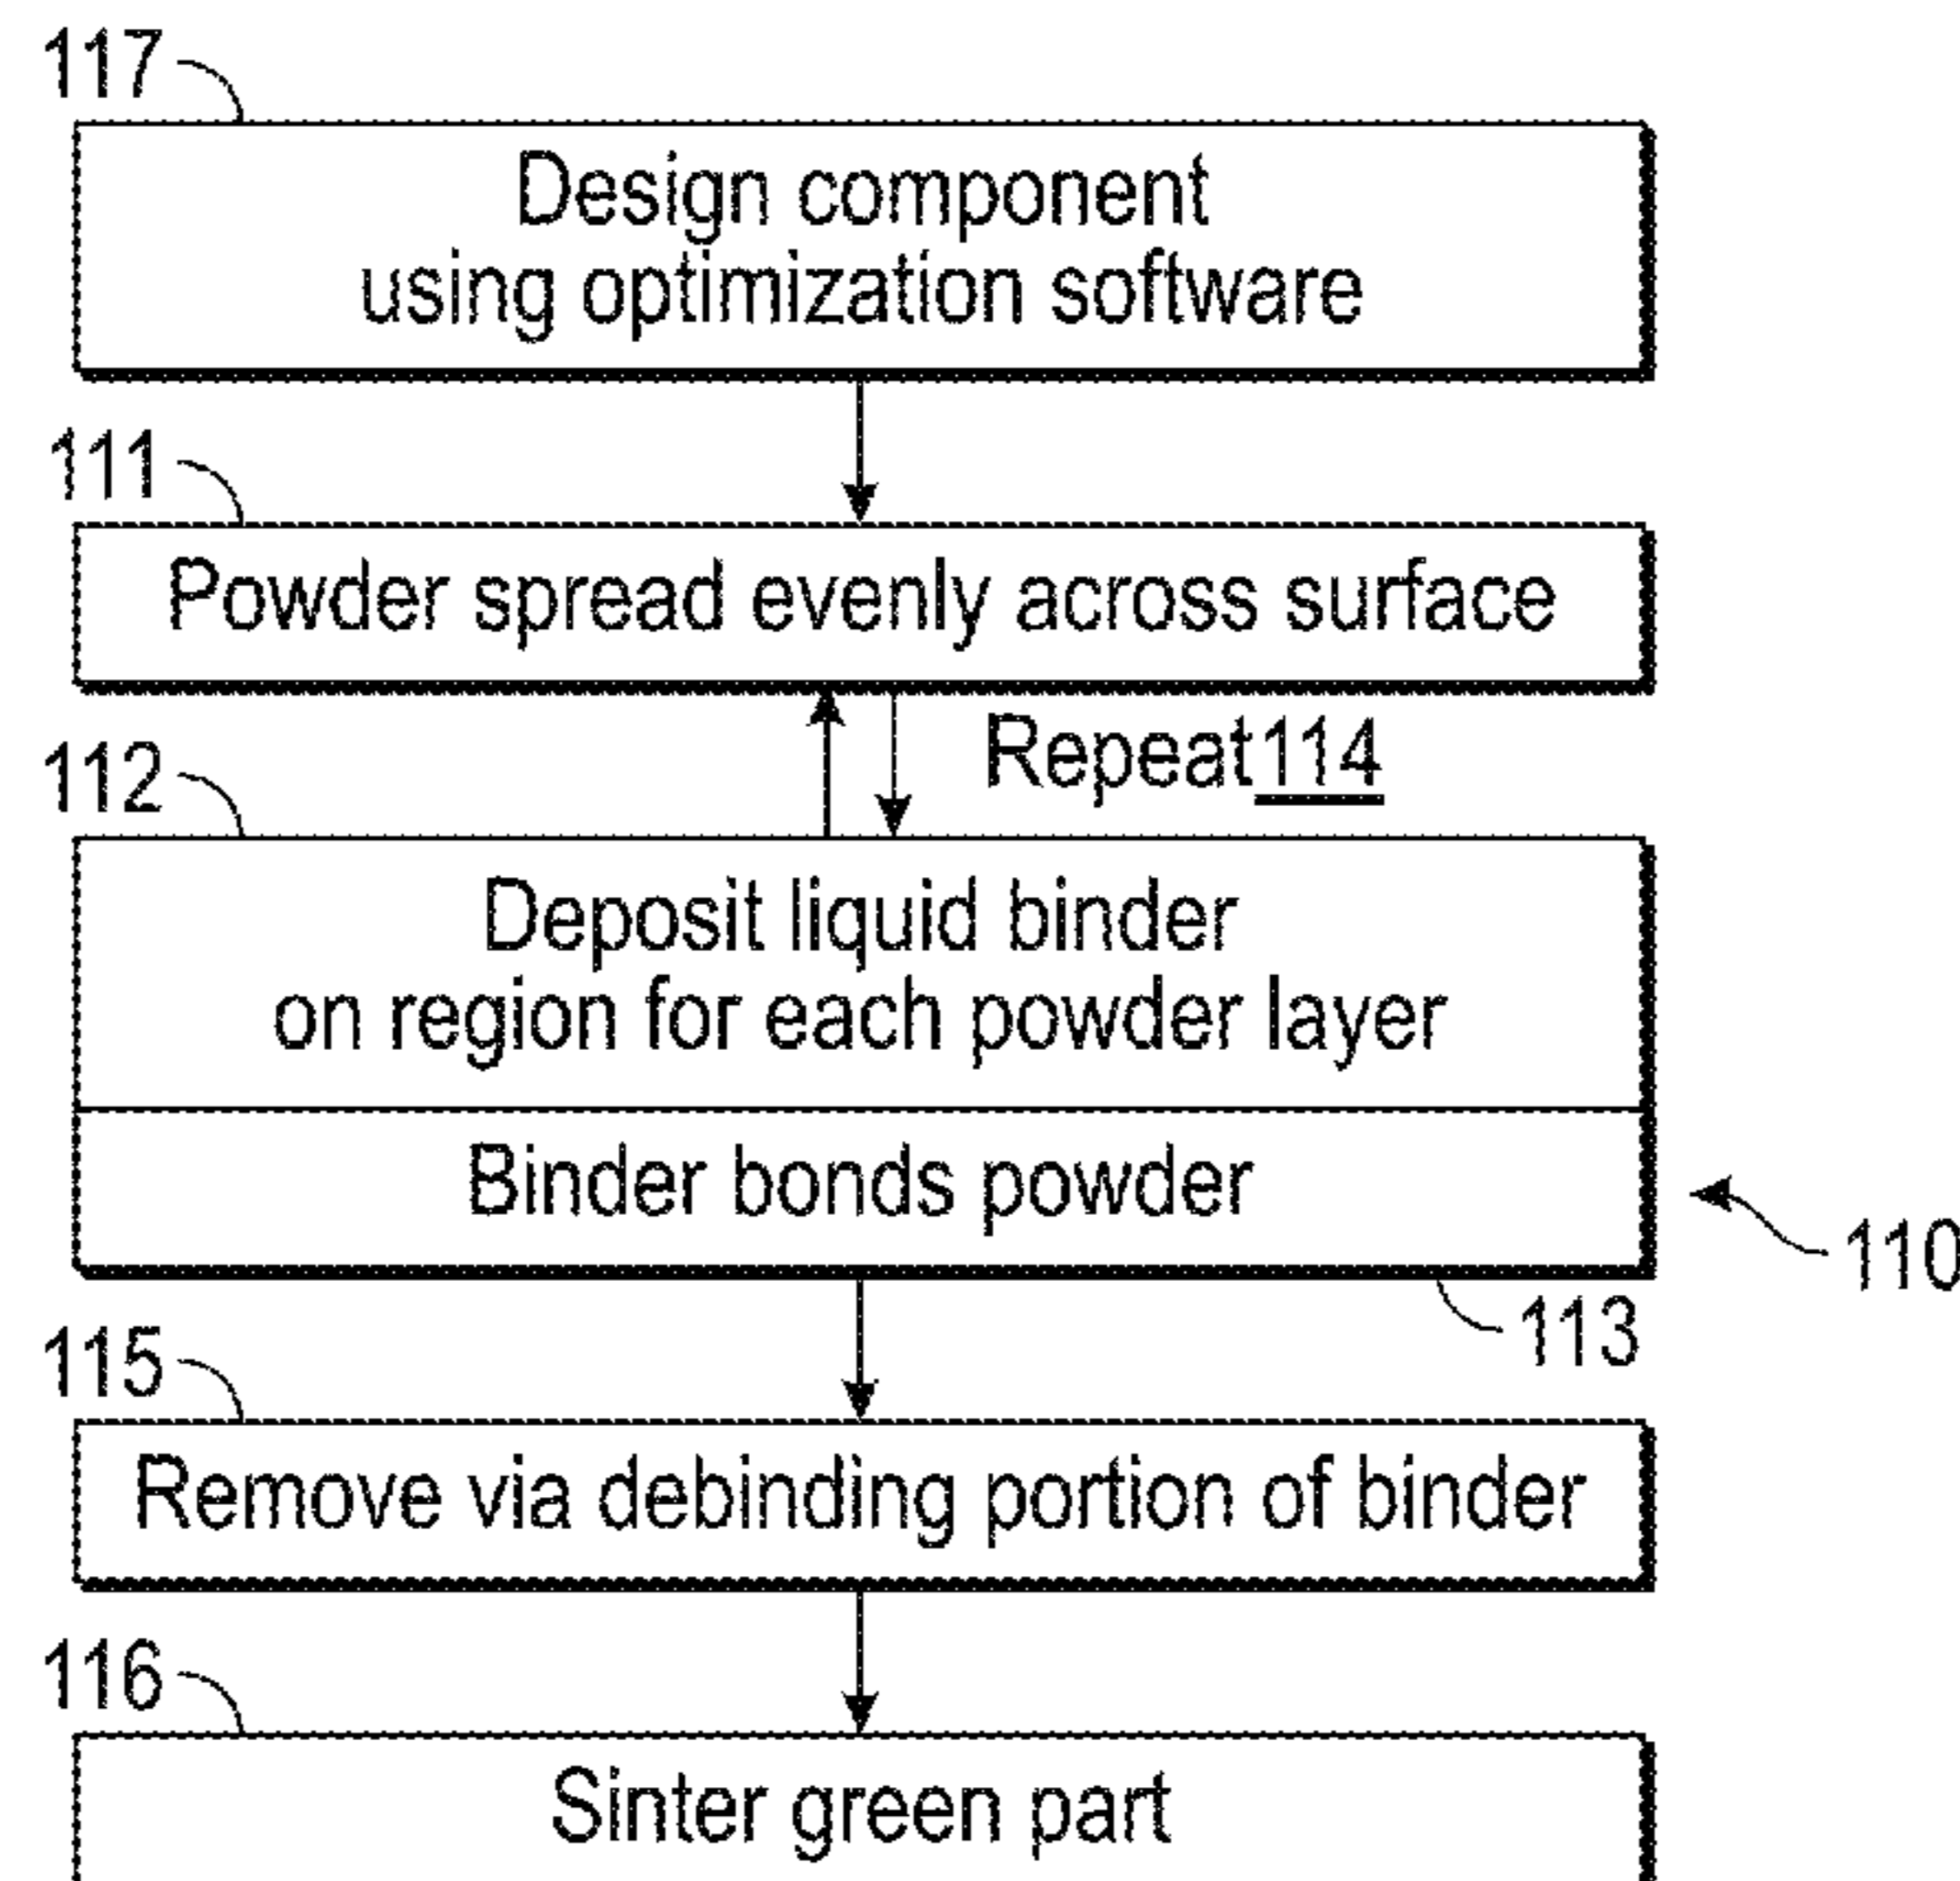 117
Design component
using optimization software
111
Powder spread evenly across surface
Repeat 114
112
Deposit liquid binder
on region for each powder layer
Binder bonds powder
110
113
115
Remove via debinding portion of binder
116
Sinter green part